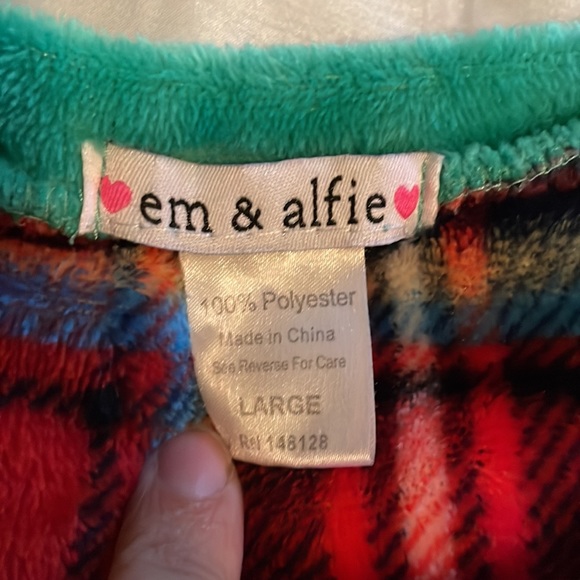 em & alfie
100% Polyester
Made in China
See Reverse For Care
LARGE
Ref 148128